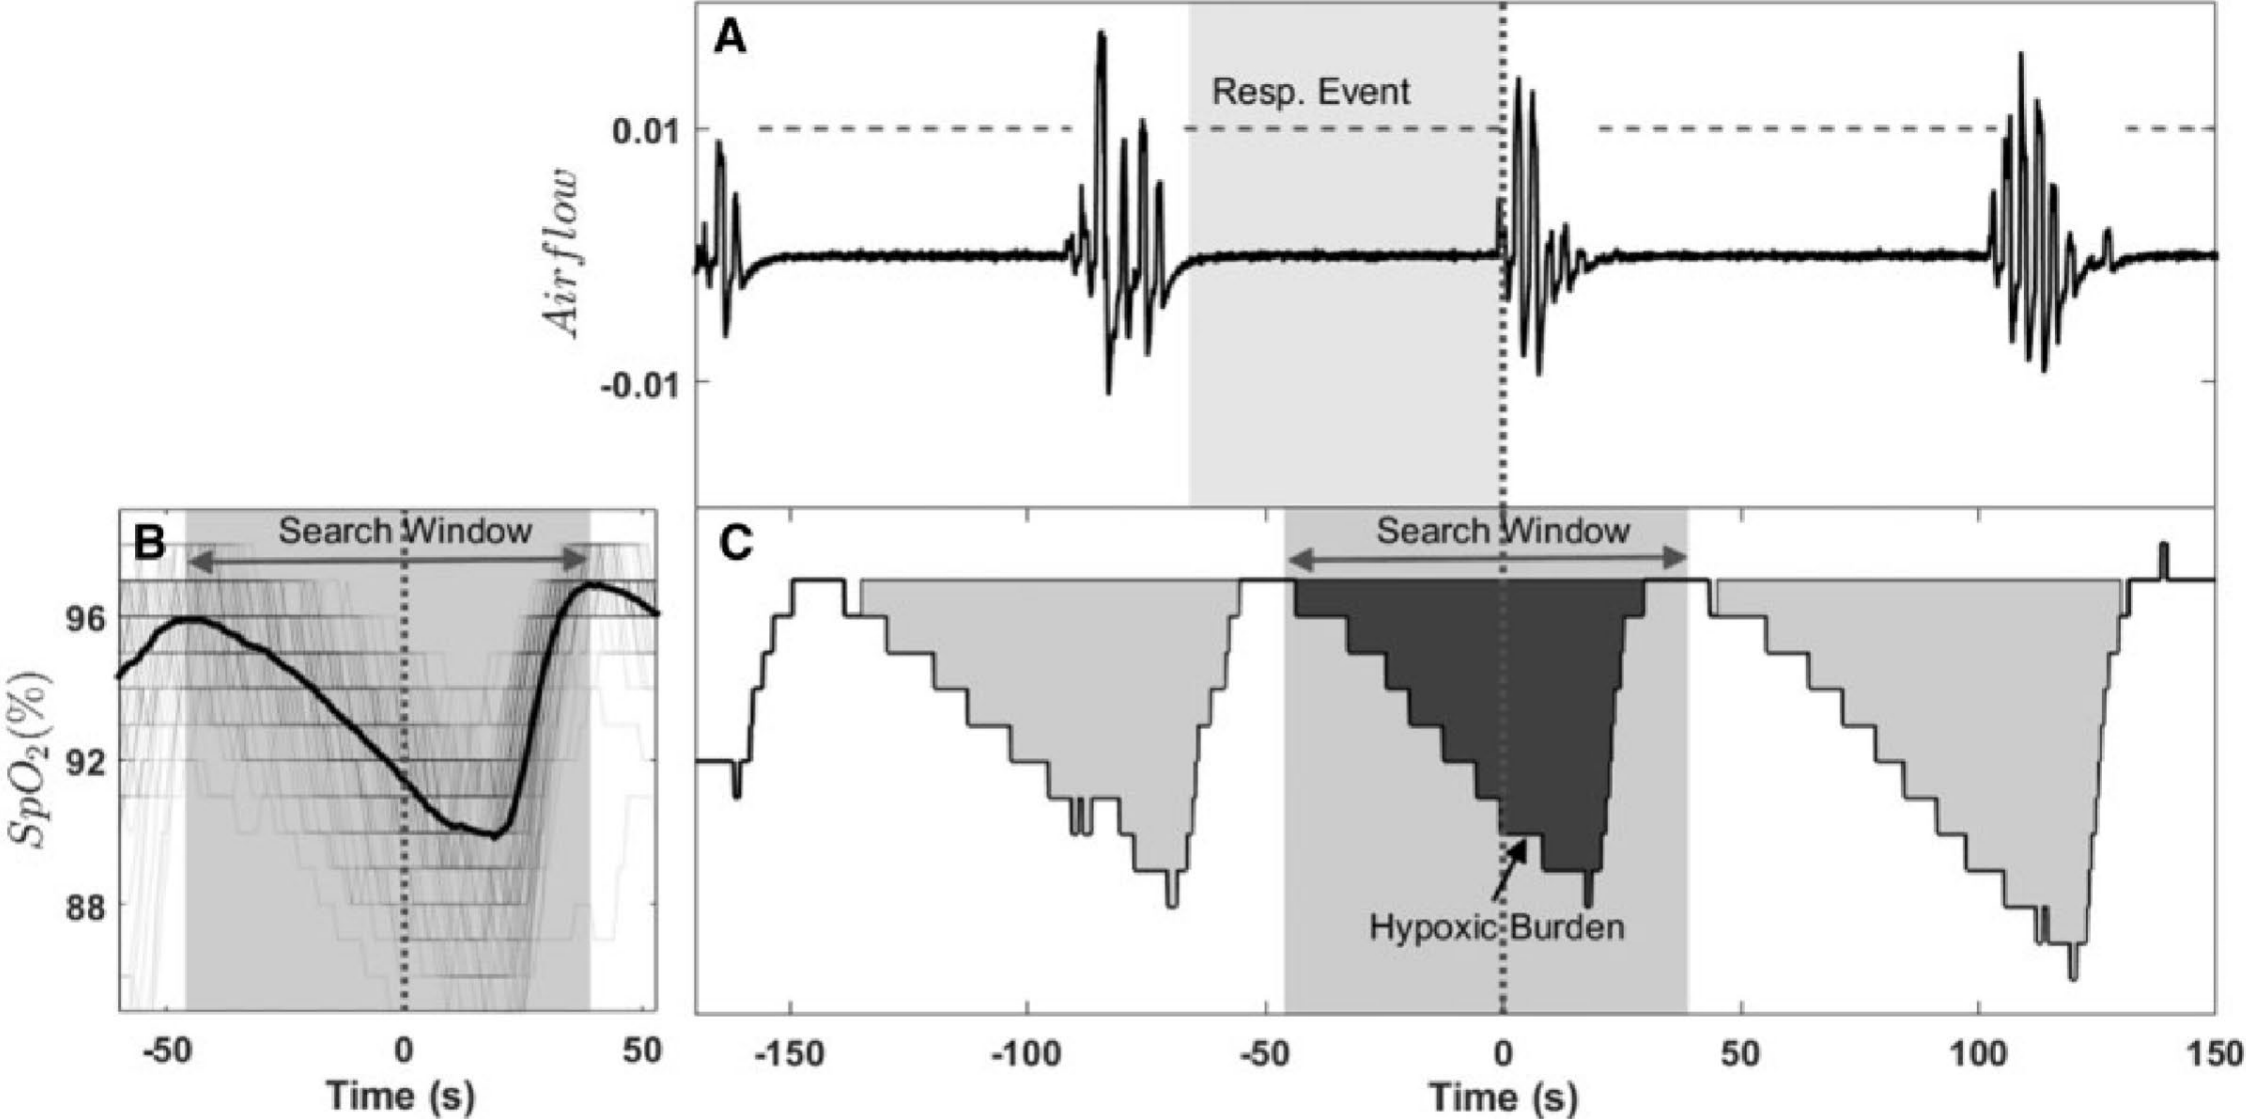 A
Resp. Event
0.01
Airflow
-0.01
B
Search Window
C
Search Window
96
92
88
SpO₂(%)
Hypoxic Burden
-50
0
50
Time (s)
-150
-100
-50
0
50
100
150
Time (s)